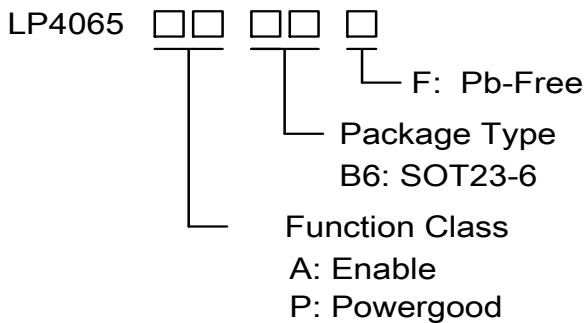 LP4065 □□ □□ □
F: Pb-Free
Package Type
B6: SOT23-6
Function Class
A: Enable
P: Powergood